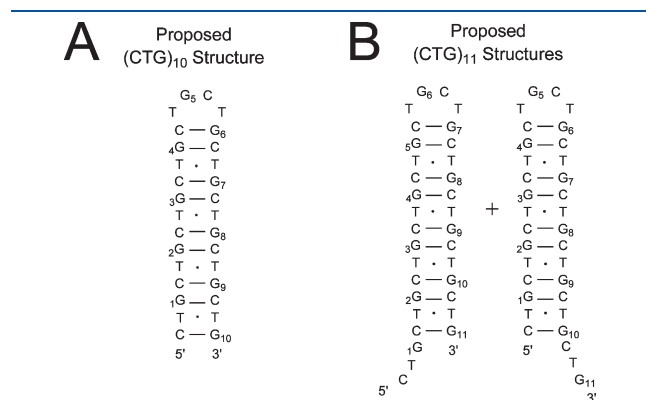 A
Proposed
(CTG)10 Structure
G5 C
T T
C — G6
4G — C
T · T
C — G7
3G — C
T · T
C — G8
2G — C
T · T
C — G9
1G — C
T · T
C — G10
5' 3'
B
Proposed
(CTG)11 Structures
G6 C
T T
C — G7
5G — C
T · T
C — G8
4G — C
T · T
C — G9
3G — C
T · T
C — G10
2G — C
T · T
C — G11
1G 3'
T
5' C
+
G5 C
T T
C — G6
4G — C
T · T
C — G7
3G — C
T · T
C — G8
2G — C
T · T
C — G9
1G — C
T · T
C — G10
5' C
T
G11
3'